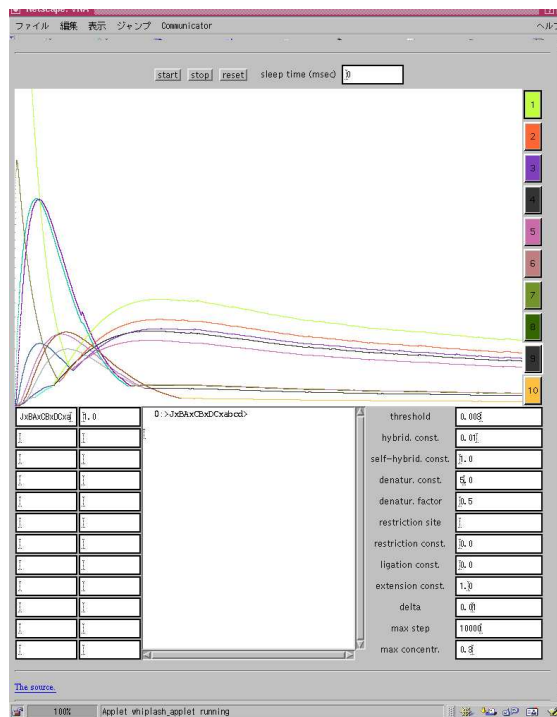 Netscape: VNA
ファイル 編集 表示 ジャンプ Communicator
start stop reset sleep time (msec) 0
1
2
3
4
5
6
7
8
9
10
JxBAxCBxDCxa 1.0
0:>JxBAxCBxDCxabcd>
threshold 0.003
hybrid. const. 0.01
self-hybrid. const. 1.0
denatur. const. 5.0
denatur. factor 0.5
restriction site
restriction const. 0.0
ligation const. 0.0
extension const. 1.0
delta 0.01
max step 10000
max concentr. 0.3
The source.
100% Applet whiplash_applet running